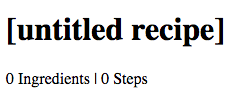 [untitled recipe]
0 Ingredients | 0 Steps